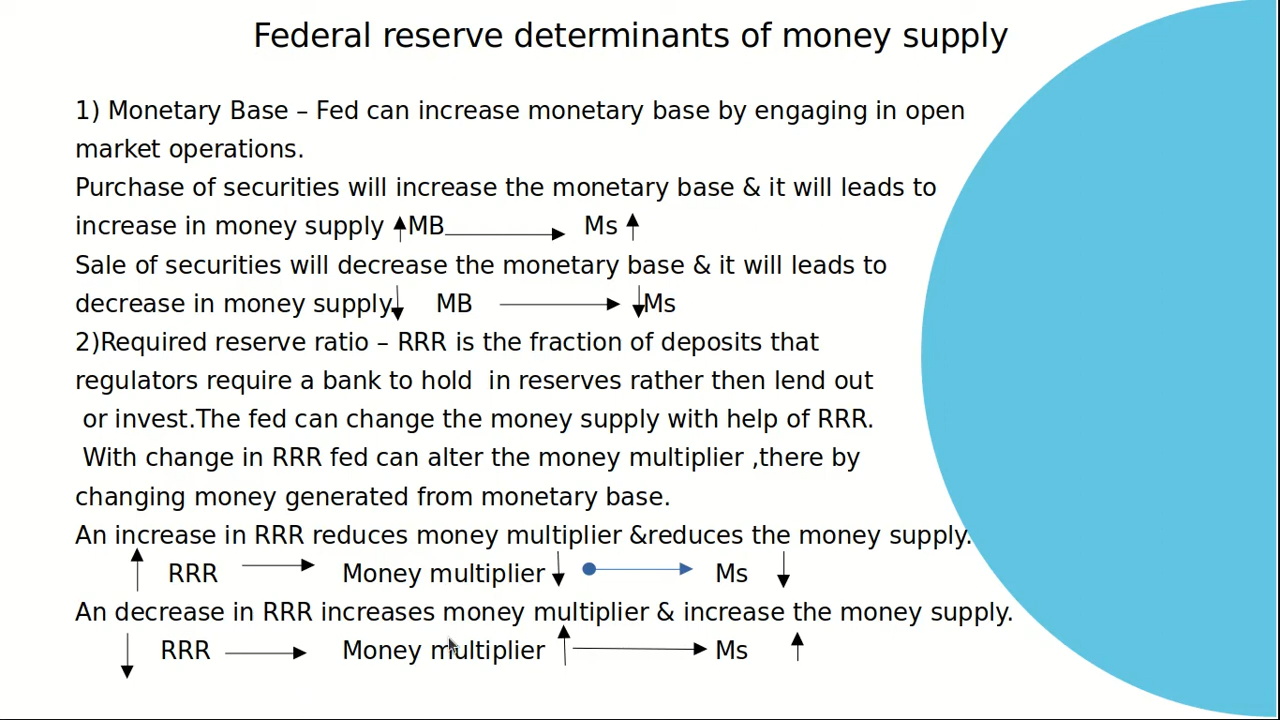 Federal reserve determinants of money supply
1) Monetary Base – Fed can increase monetary base by engaging in open
market operations.
Purchase of securities will increase the monetary base & it will leads to
increase in money supply ↑MB → Ms ↑
Sale of securities will decrease the monetary base & it will leads to
decrease in money supply.↓ MB → ↓Ms
2)Required reserve ratio – RRR is the fraction of deposits that
regulators require a bank to hold  in reserves rather then lend out
or invest.The fed can change the money supply with help of RRR.
With change in RRR fed can alter the money multiplier ,there by
changing money generated from monetary base.
An increase in RRR reduces money multiplier &reduces the money supply.
↑ RRR → Money multiplier ↓ → Ms ↓
An decrease in RRR increases money multiplier & increase the money supply.
↓ RRR → Money multiplier ↑ → Ms ↑